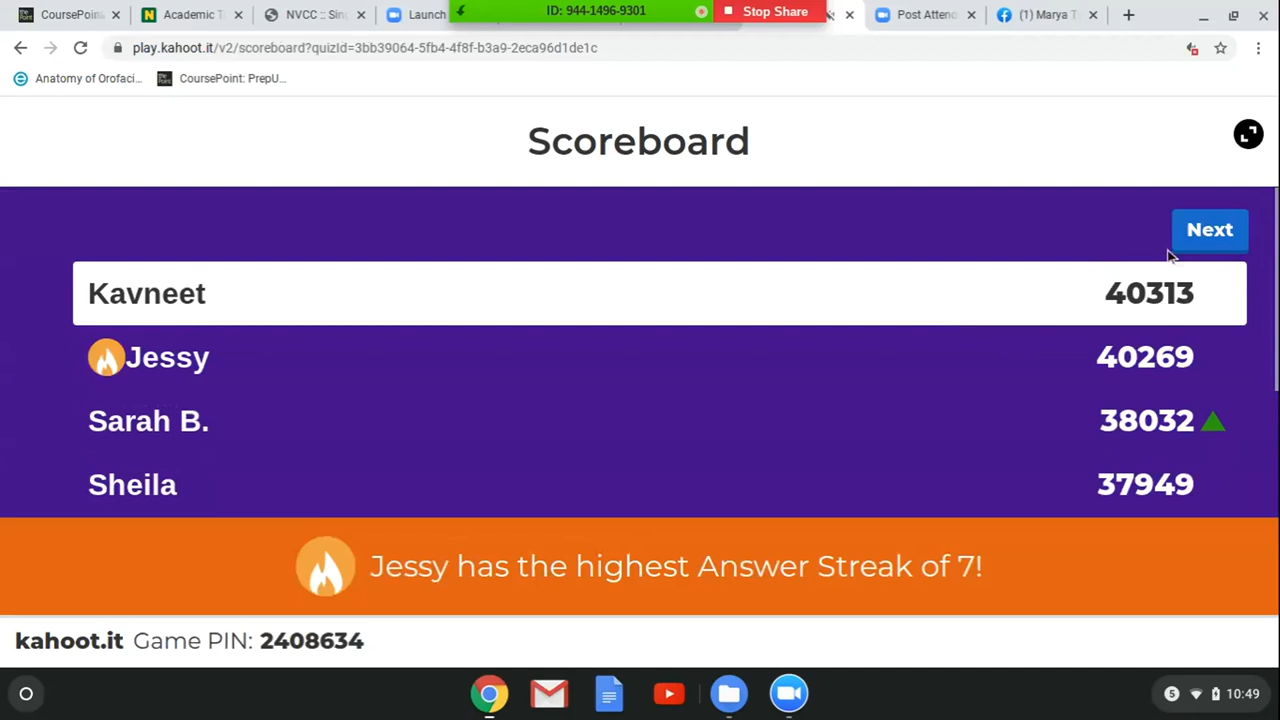 CoursePoin
Academic T
NVCC :: Sin
Launch
ID: 944-1496-9301
Stop Share
Post Attend
(1) Marya T
play.kahoot.it/v2/scoreboard?quizId=3bb39064-5fb4-4f8f-b3a9-2eca96d1de1c
Anatomy of Orofaci...
CoursePoint: PrepU...
Scoreboard
Next
Kavneet 40313
Jessy 40269
Sarah B. 38032
Sheila 37949
Jessy has the highest Answer Streak of 7!
kahoot.it Game PIN: 2408634
5 10:49